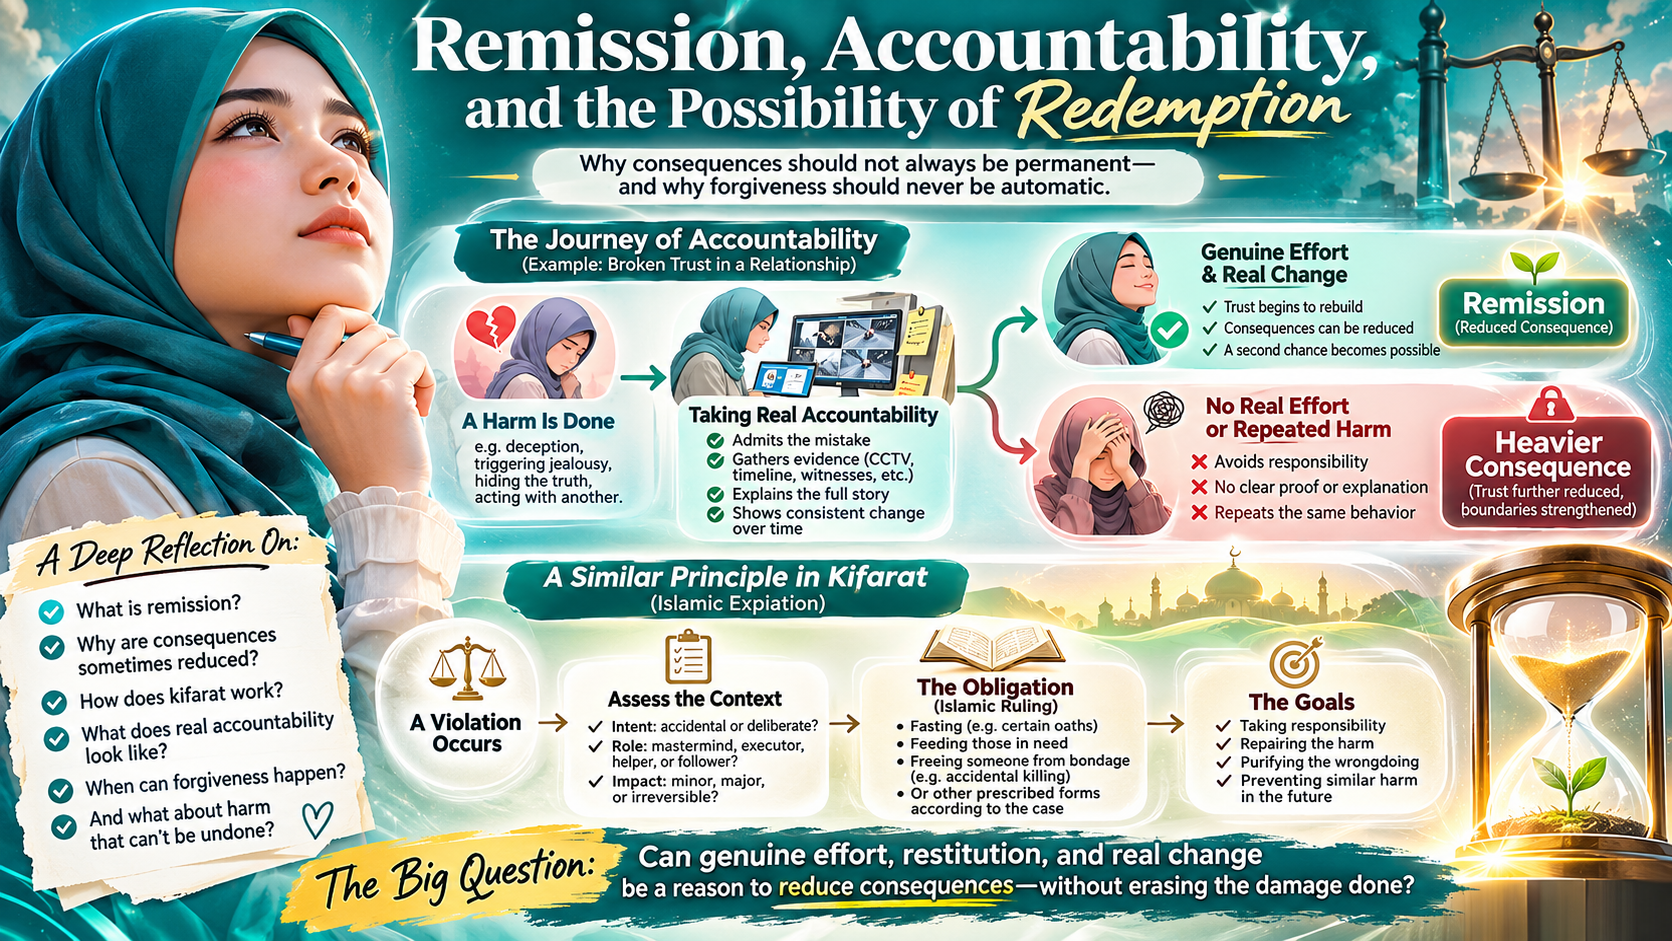 Remission, Accountability,
and the Possibility of Redemption
Why consequences should not always be permanent—
and why forgiveness should never be automatic.
The Journey of Accountability
(Example: Broken Trust in a Relationship)
A Harm Is Done
e.g. deception,
triggering jealousy,
hiding the truth,
acting with another.
Taking Real Accountability
Admits the mistake
Gathers evidence (CCTV,
timeline, witnesses, etc.)
Explains the full story
Shows consistent change
over time
Genuine Effort
& Real Change
Trust begins to rebuild
Consequences can be reduced
A second chance becomes possible
Remission
(Reduced Consequence)
No Real Effort
or Repeated Harm
Avoids responsibility
No clear proof or explanation
Repeats the same behavior
Heavier
Consequence
(Trust further reduced,
boundaries strengthened)
A Deep Reflection On:
What is remission?
Why are consequences
sometimes reduced?
How does kifarat work?
What does real accountability
look like?
When can forgiveness happen?
And what about harm
that can't be undone?
A Similar Principle in Kifarat
(Islamic Expiation)
A Violation
Occurs
Assess the Context
Intent: accidental or deliberate?
Role: mastermind, executor,
helper, or follower?
Impact: minor, major,
or irreversible?
The Obligation
(Islamic Ruling)
• Fasting (e.g. certain oaths)
• Feeding those in need
• Freeing someone from bondage
(e.g. accidental killing)
• Or other prescribed forms
according to the case
The Goals
Taking responsibility
Repairing the harm
Purifying the wrongdoing
Preventing similar harm
in the future
The Big Question:
Can genuine effort, restitution, and real change
be a reason to reduce consequences—without erasing the damage done?